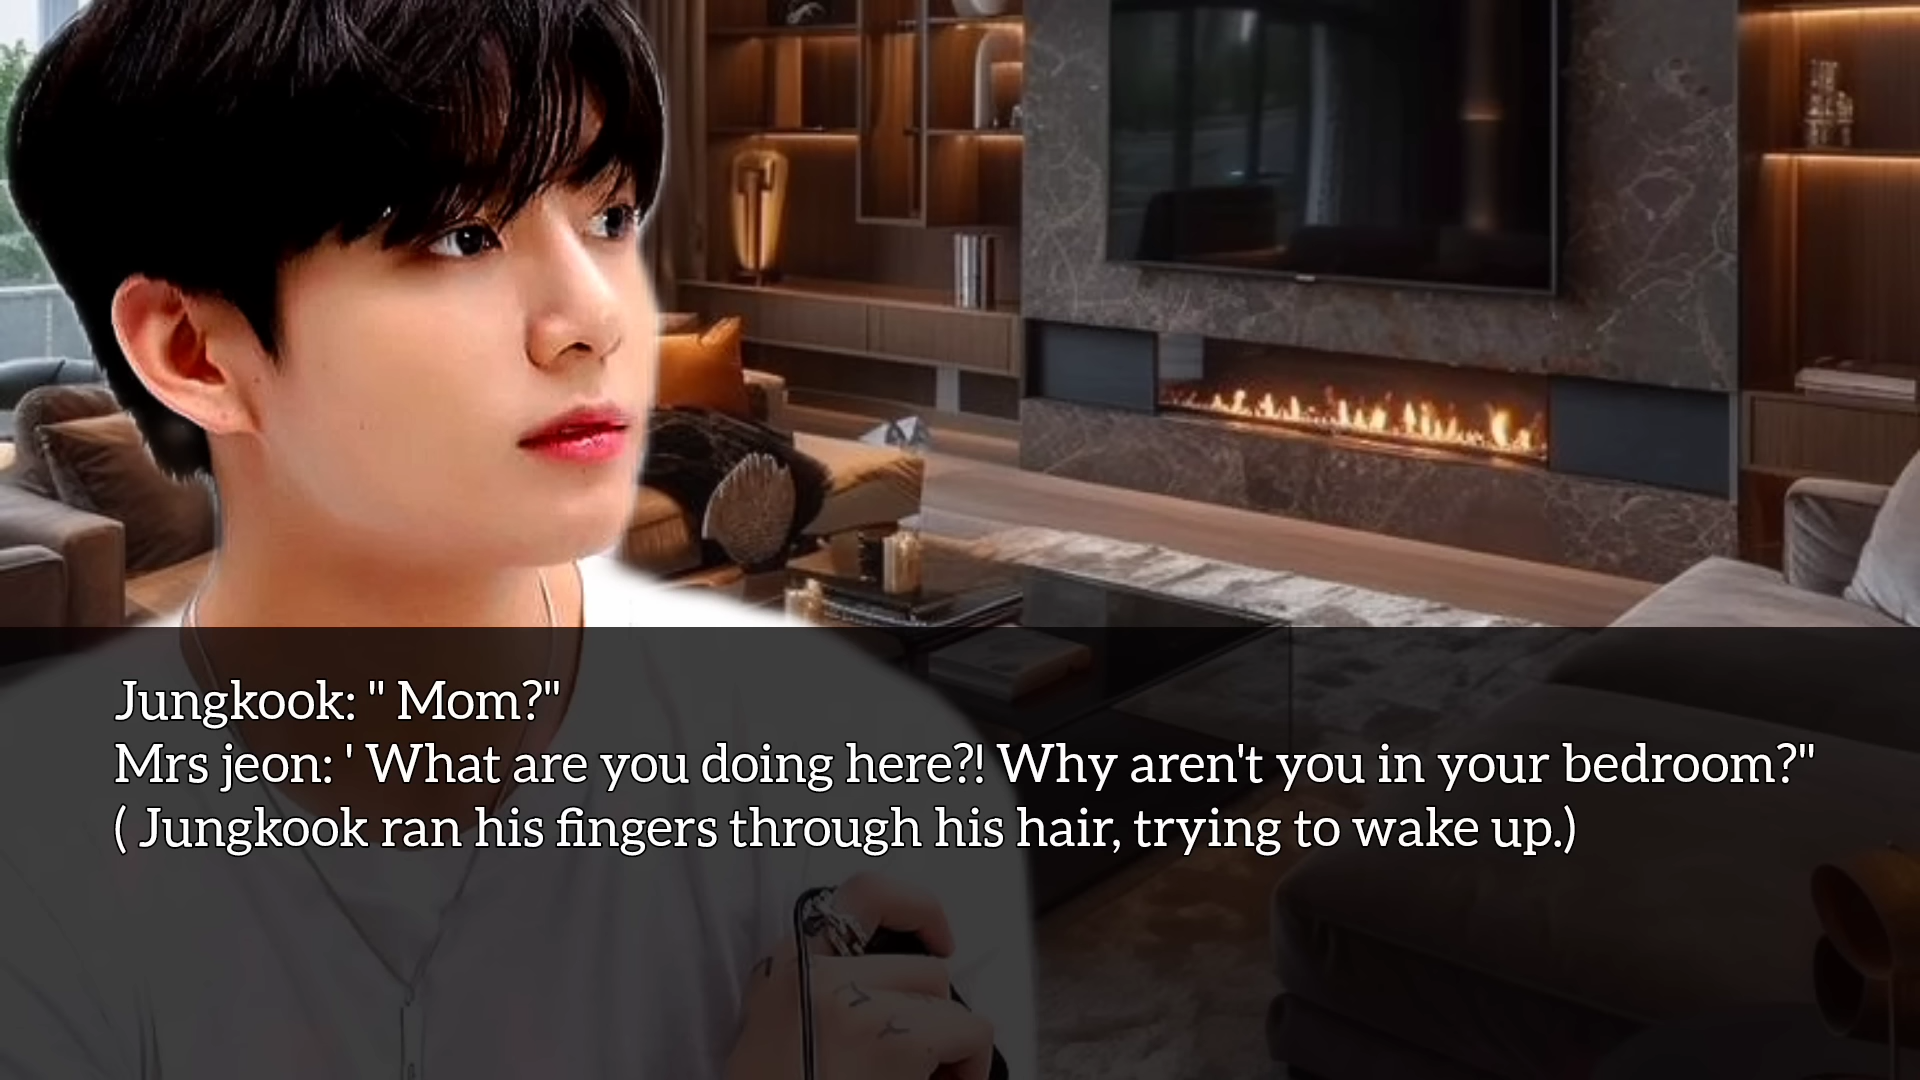 Jungkook: " Mom?"
Mrs jeon: ' What are you doing here?! Why aren't you in your bedroom?"
( Jungkook ran his fingers through his hair, trying to wake up.)